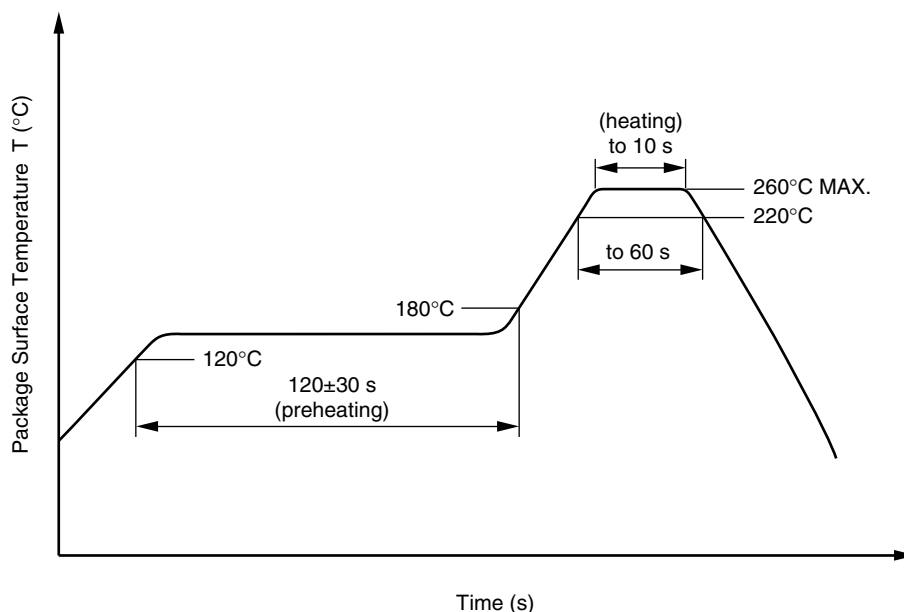 Package Surface Temperature T (°C)
(heating)
to 10 s
260°C MAX.
220°C
to 60 s
180°C
120°C
120±30 s
(preheating)
Time (s)